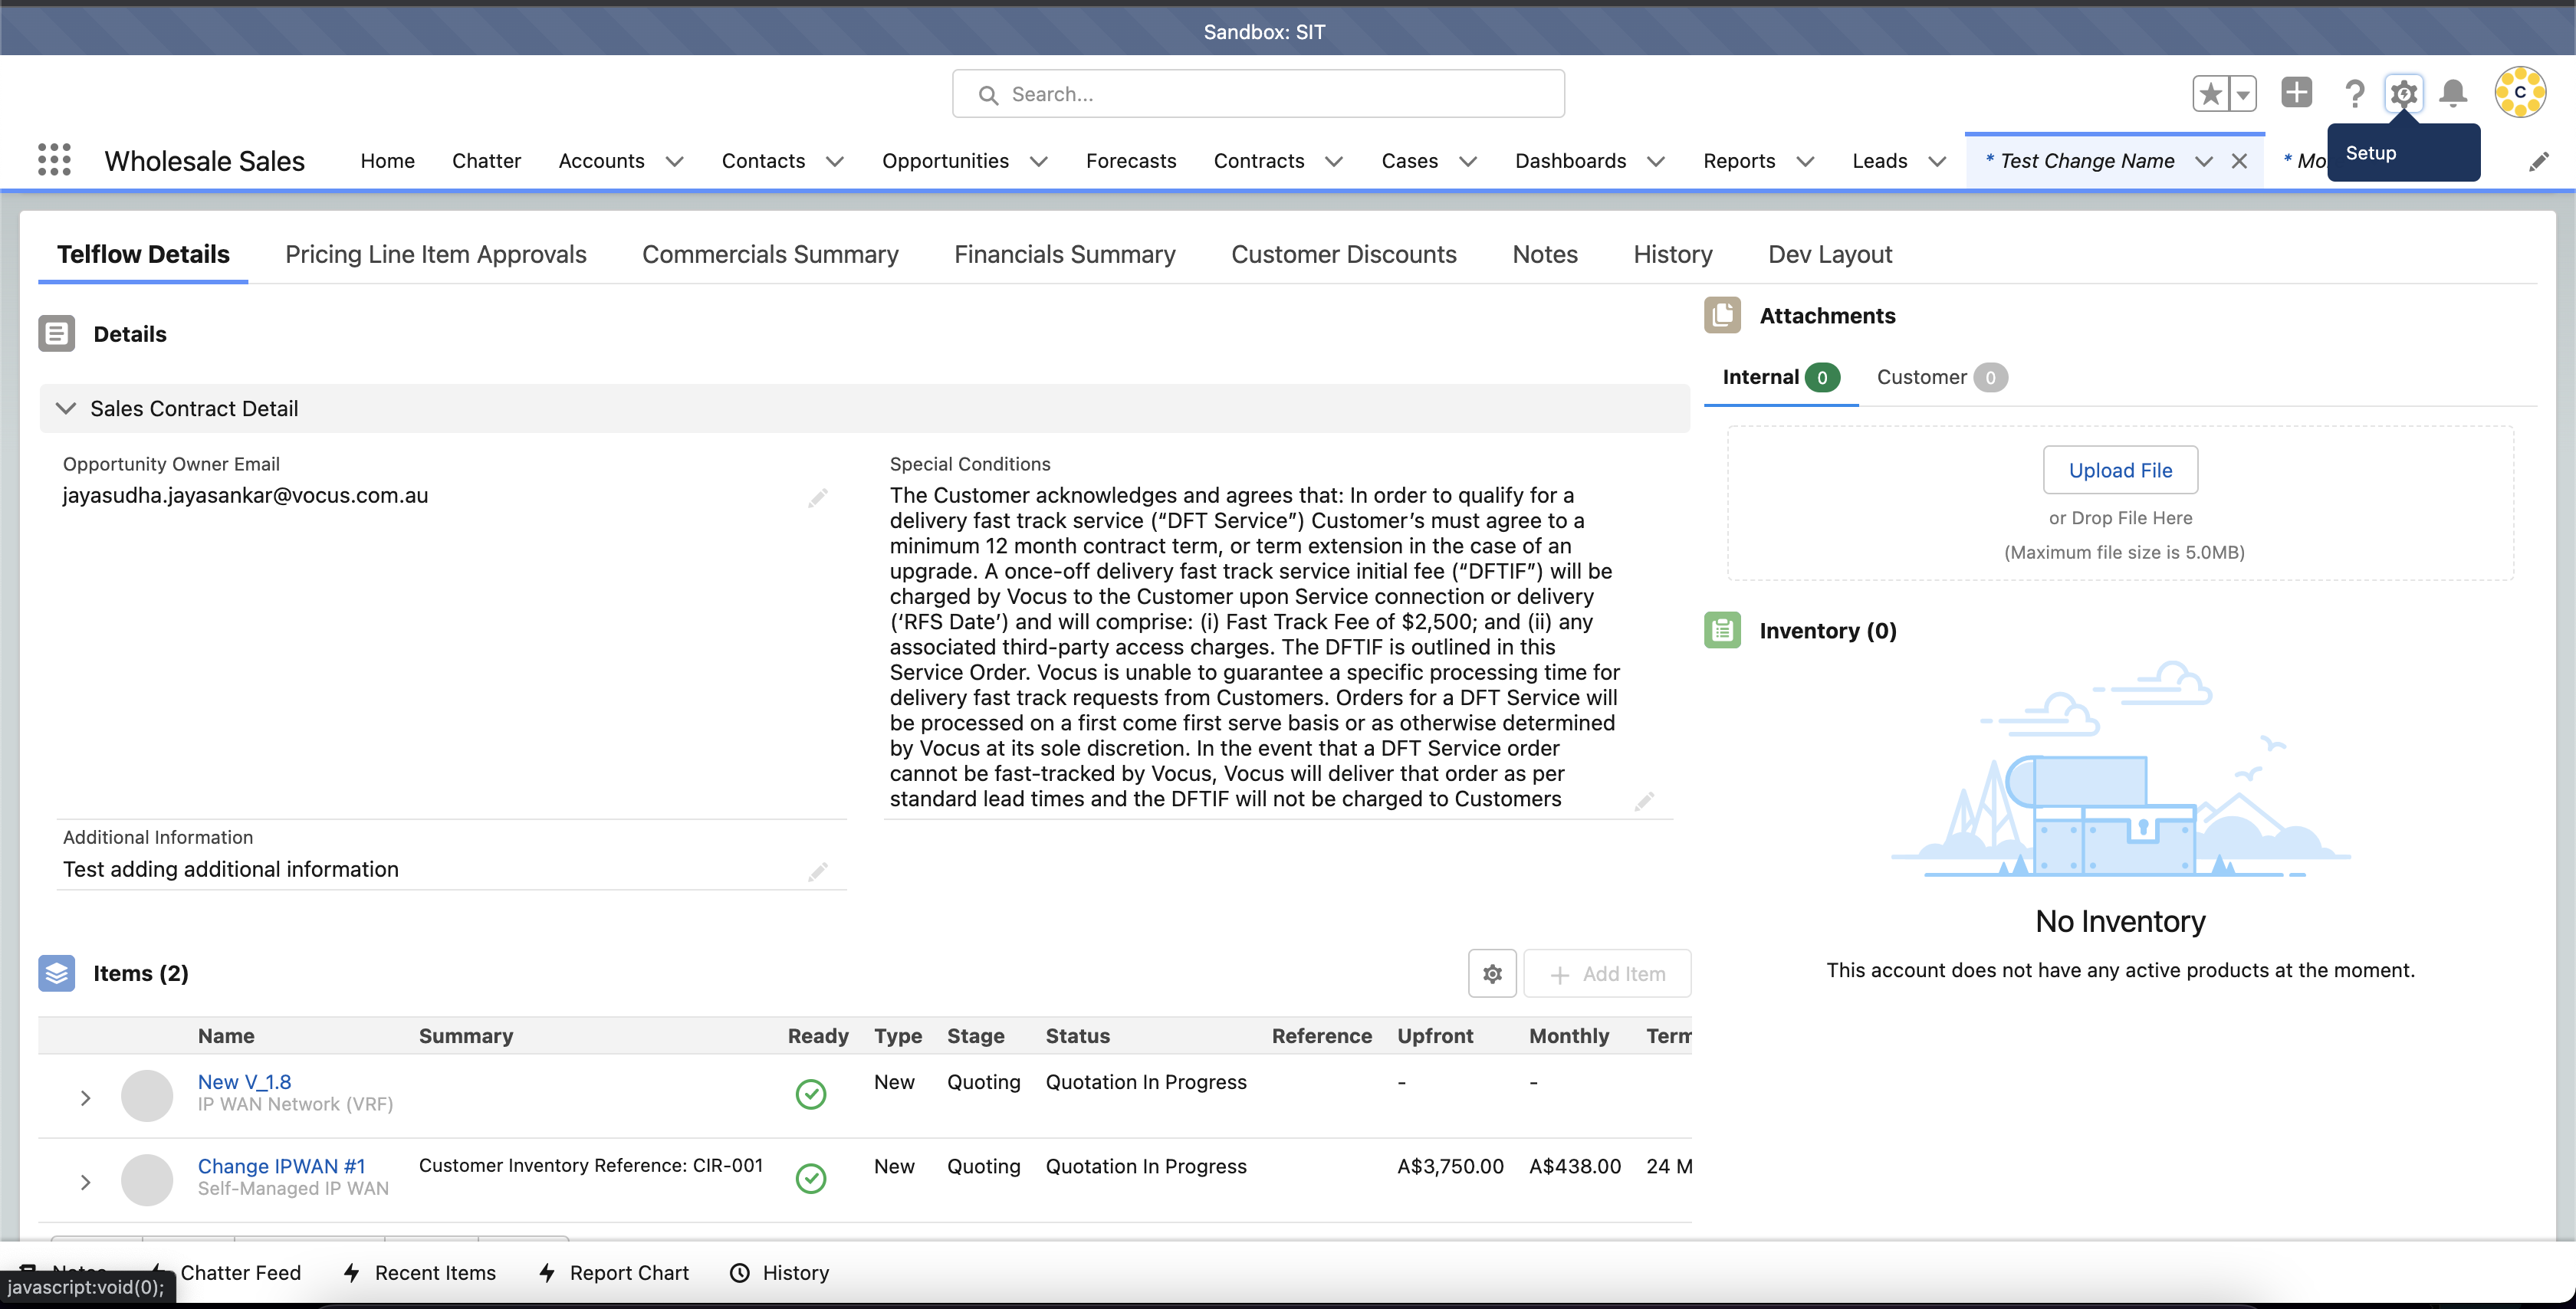 Sandbox: SIT
Search...
C
Wholesale Sales
Home
Chatter
Accounts
Contacts
Opportunities
Forecasts
Contracts
Cases
Dashboards
Reports
Leads
* Test Change Name
* Mo
Setup
Telflow Details
Pricing Line Item Approvals
Commercials Summary
Financials Summary
Customer Discounts
Notes
History
Dev Layout
Details
Sales Contract Detail
Opportunity Owner Email
jayasudha.jayasankar@vocus.com.au
Special Conditions
The Customer acknowledges and agrees that: In order to qualify for a
delivery fast track service (“DFT Service”) Customer’s must agree to a
minimum 12 month contract term, or term extension in the case of an
upgrade. A once-off delivery fast track service initial fee (“DFTIF”) will be
charged by Vocus to the Customer upon Service connection or delivery
(‘RFS Date’) and will comprise: (i) Fast Track Fee of $2,500; and (ii) any
associated third-party access charges. The DFTIF is outlined in this
Service Order. Vocus is unable to guarantee a specific processing time for
delivery fast track requests from Customers. Orders for a DFT Service will
be processed on a first come first serve basis or as otherwise determined
by Vocus at its sole discretion. In the event that a DFT Service order
cannot be fast-tracked by Vocus, Vocus will deliver that order as per
standard lead times and the DFTIF will not be charged to Customers
Additional Information
Test adding additional information
Attachments
Internal 0
Customer 0
Upload File
or Drop File Here
(Maximum file size is 5.0MB)
Inventory (0)
No Inventory
This account does not have any active products at the moment.
Items (2)
Add Item
Name Summary Ready Type Stage Status Reference Upfront Monthly Term
New V_1.8 New Quoting Quotation In Progress - -
IP WAN Network (VRF)
Change IPWAN #1 Customer Inventory Reference: CIR-001 New Quoting Quotation In Progress A$3,750.00 A$438.00 24 M
Self-Managed IP WAN
Chatter Feed
Recent Items
Report Chart
History
javascript:void(0);